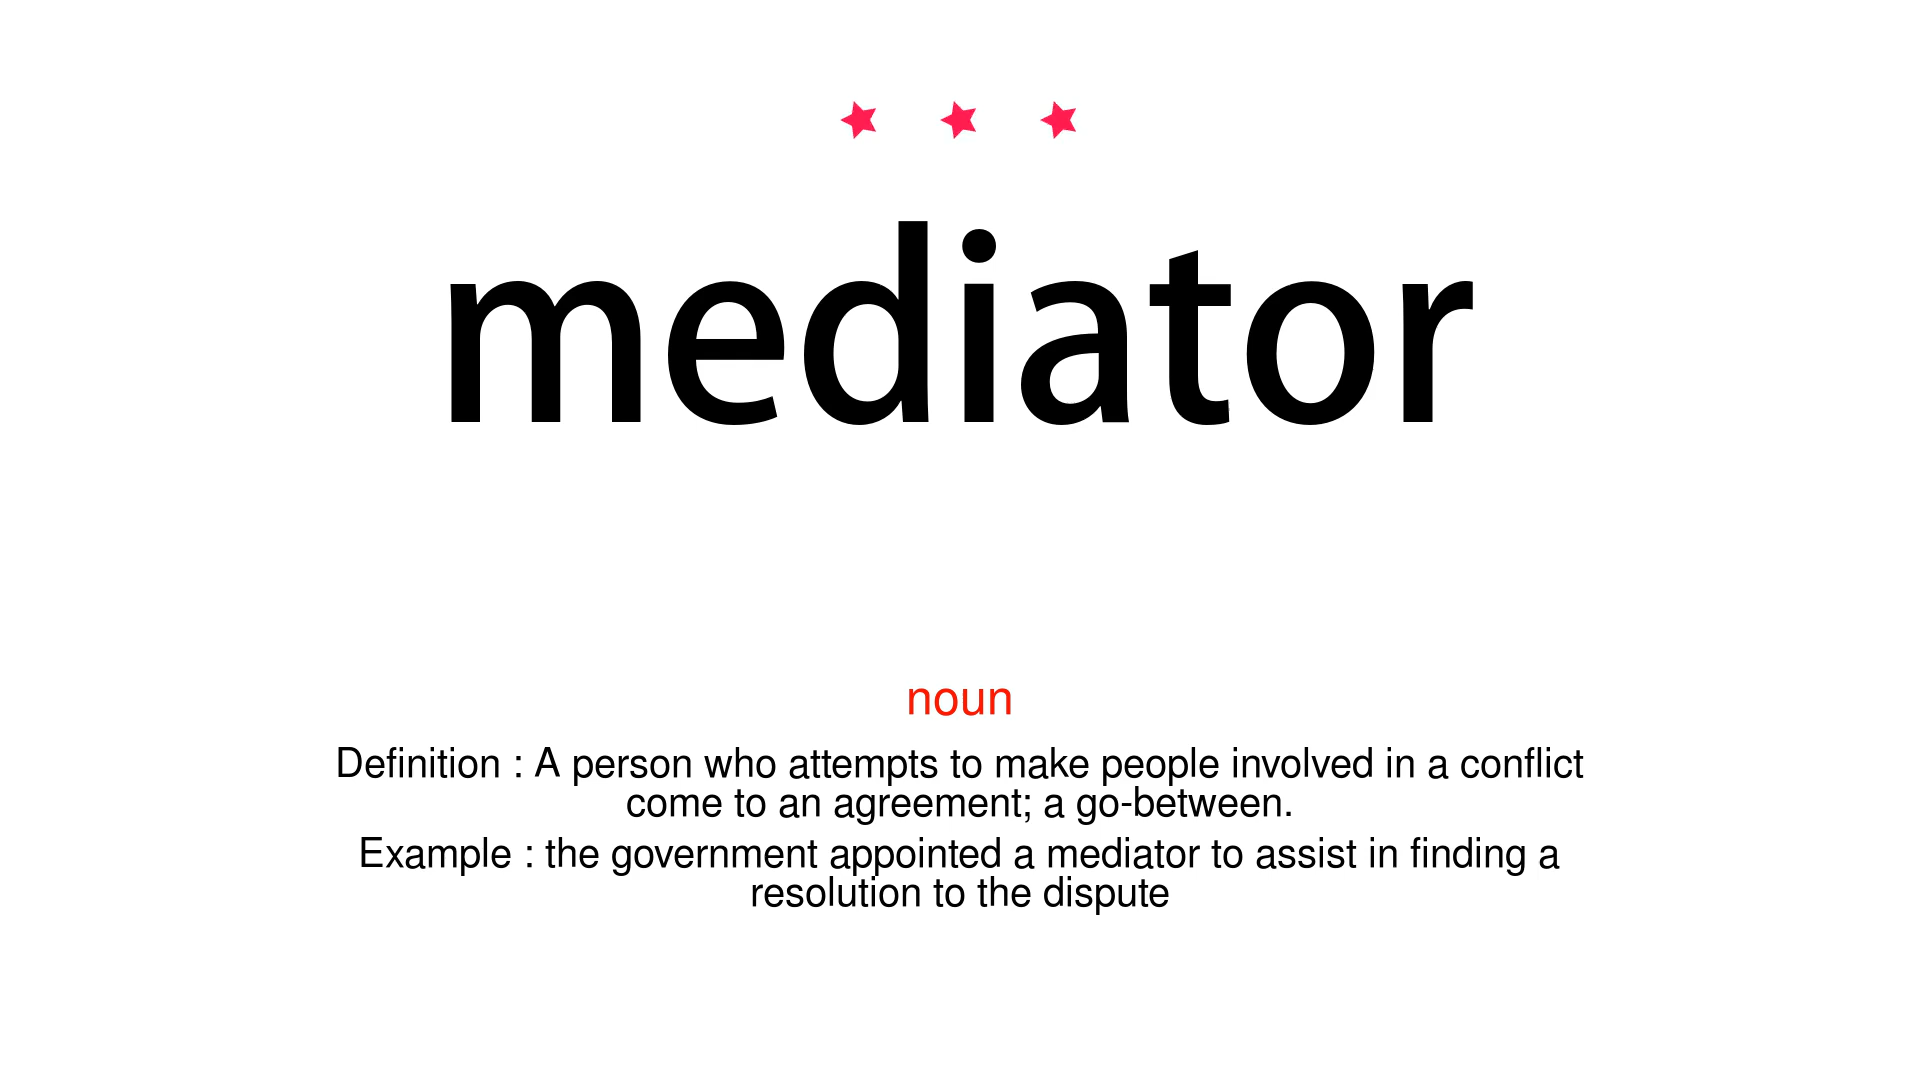 mediator
noun
Definition : A person who attempts to make people involved in a conflict
come to an agreement; a go-between.
Example : the government appointed a mediator to assist in finding a
resolution to the dispute